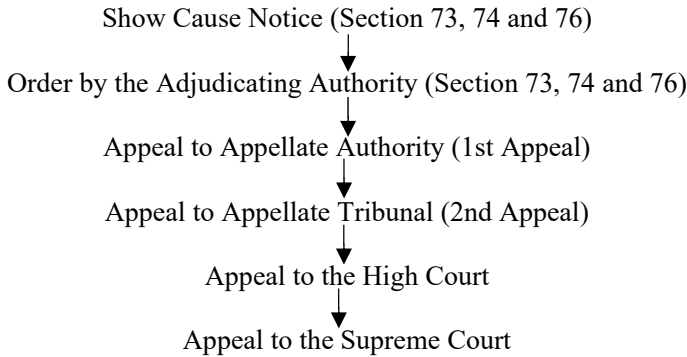 Show Cause Notice (Section 73, 74 and 76)
Order by the Adjudicating Authority (Section 73, 74 and 76)
Appeal to Appellate Authority (1st Appeal)
Appeal to Appellate Tribunal (2nd Appeal)
Appeal to the High Court
Appeal to the Supreme Court